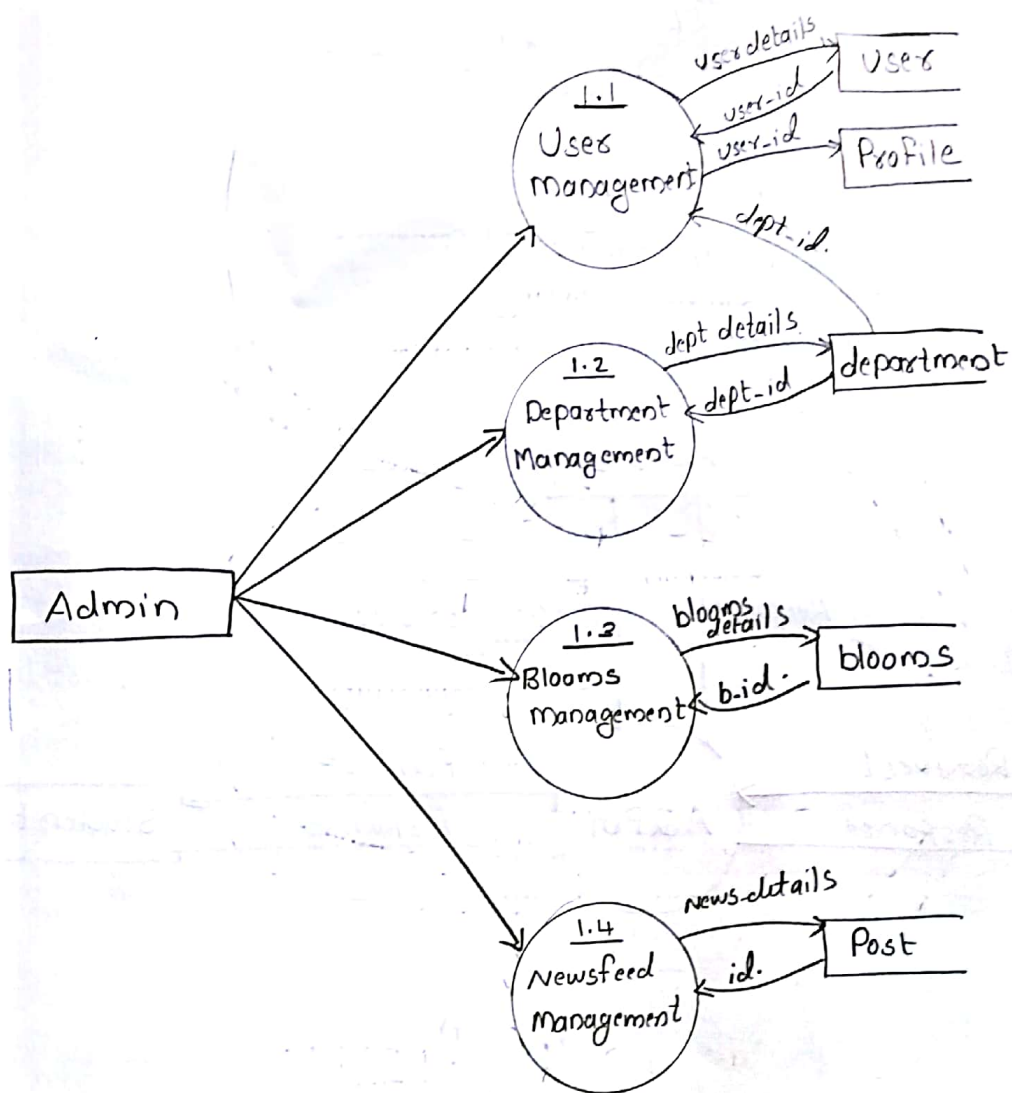 user details
User
1.1
User
Management
user-id
user-id
Profile
dept-id.
dept details
department
1.2
Department
Management
dept-id
Admin
blooms
details
blooms
1.3
Blooms
Management
b-id.
News-details
Post
1.4
Newsfeed
Management
id.